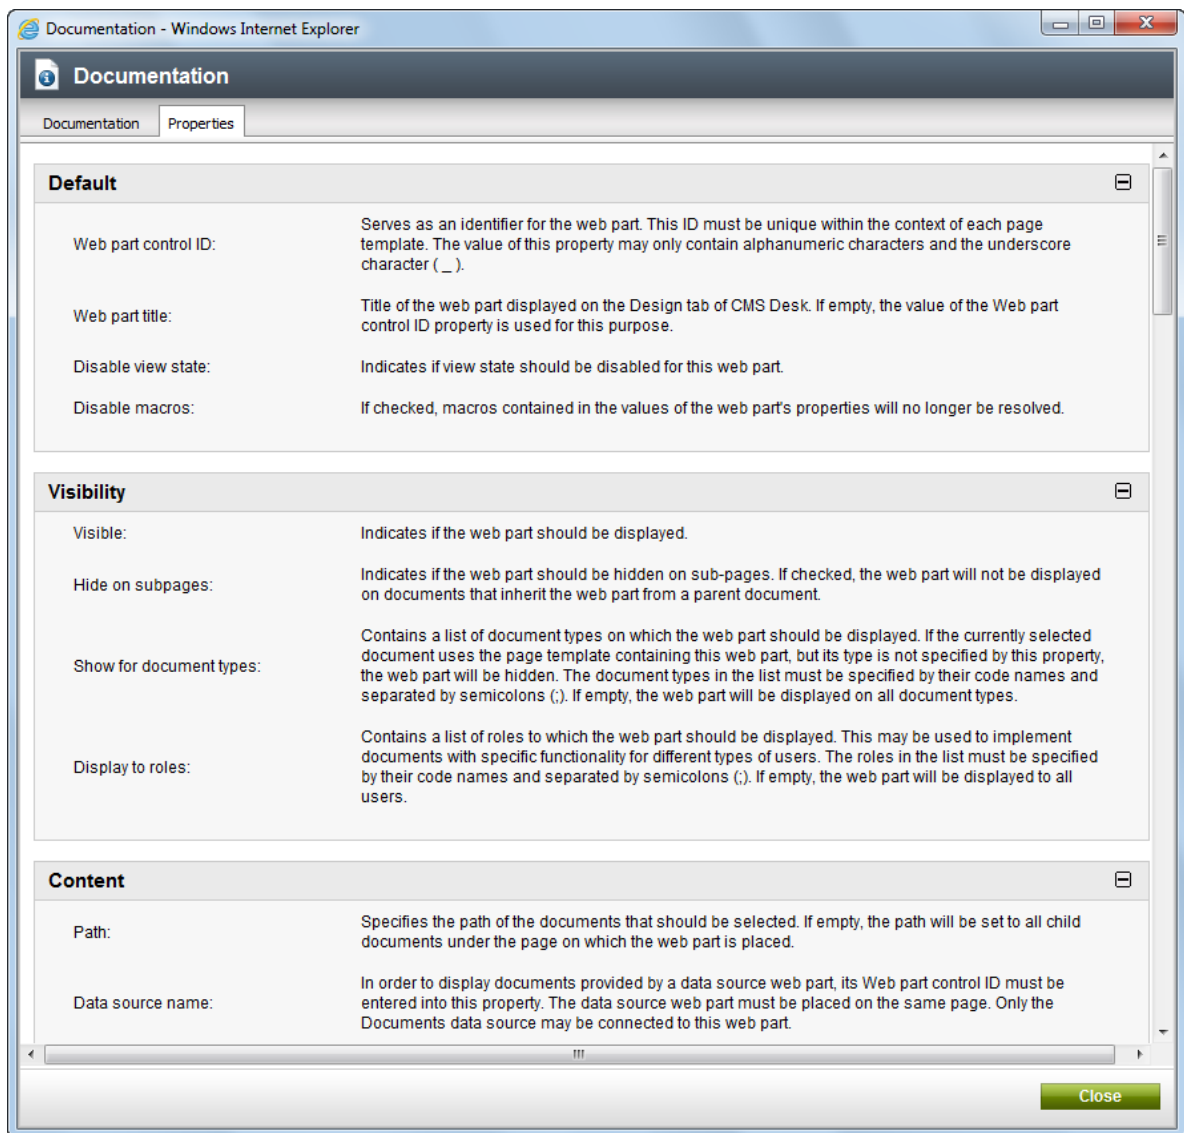 Documentation - Windows Internet Explorer
Documentation
Documentation
Properties
Default
Web part control ID:
Serves as an identifier for the web part. This ID must be unique within the context of each page
template. The value of this property may only contain alphanumeric characters and the underscore
character ( _ ).
Web part title:
Title of the web part displayed on the Design tab of CMS Desk. If empty, the value of the Web part
control ID property is used for this purpose.
Disable view state:
Indicates if view state should be disabled for this web part.
Disable macros:
If checked, macros contained in the values of the web part's properties will no longer be resolved.
Visibility
Visible:
Indicates if the web part should be displayed.
Hide on subpages:
Indicates if the web part should be hidden on sub-pages. If checked, the web part will not be displayed
on documents that inherit the web part from a parent document.
Show for document types:
Contains a list of document types on which the web part should be displayed. If the currently selected
document uses the page template containing this web part, but its type is not specified by this property,
the web part will be hidden. The document types in the list must be specified by their code names and
separated by semicolons (;). If empty, the web part will be displayed on all document types.
Display to roles:
Contains a list of roles to which the web part should be displayed. This may be used to implement
documents with specific functionality for different types of users. The roles in the list must be specified
by their code names and separated by semicolons (;). If empty, the web part will be displayed to all
users.
Content
Path:
Specifies the path of the documents that should be selected. If empty, the path will be set to all child
documents under the page on which the web part is placed.
Data source name:
In order to display documents provided by a data source web part, its Web part control ID must be
entered into this property. The data source web part must be placed on the same page. Only the
Documents data source may be connected to this web part.
Close